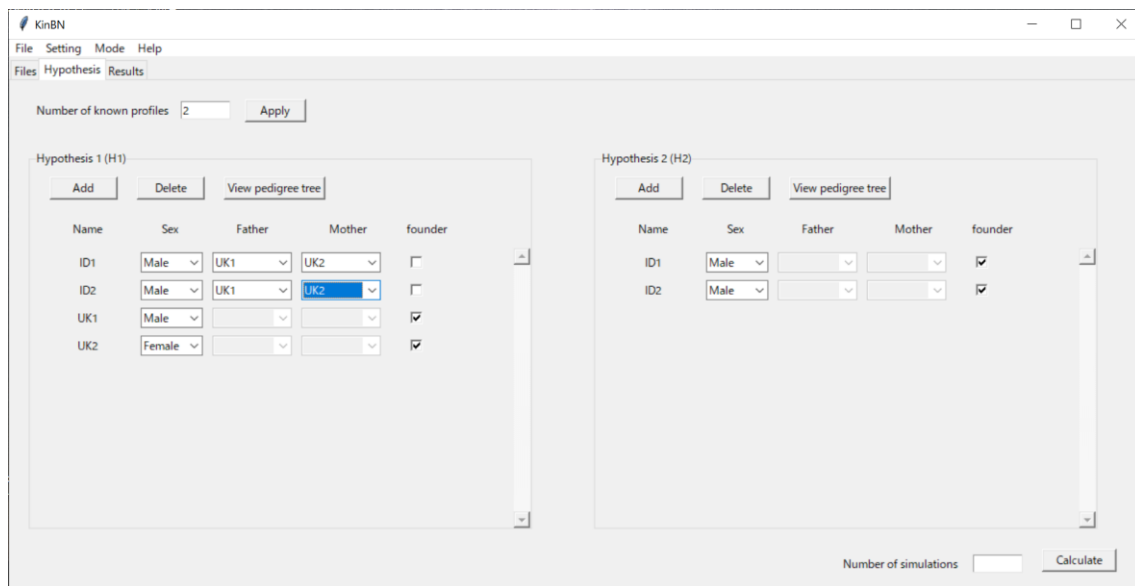 KinBN
File Setting Mode Help
Files Hypothesis Results
Number of known profiles 2 Apply
Hypothesis 1 (H1)
Add Delete View pedigree tree
Name Sex Father Mother founder
ID1 Male UK1 UK2
ID2 Male UK1 UK2
UK1 Male
UK2 Female
Hypothesis 2 (H2)
Add Delete View pedigree tree
Name Sex Father Mother founder
ID1 Male
ID2 Male
Number of simulations Calculate